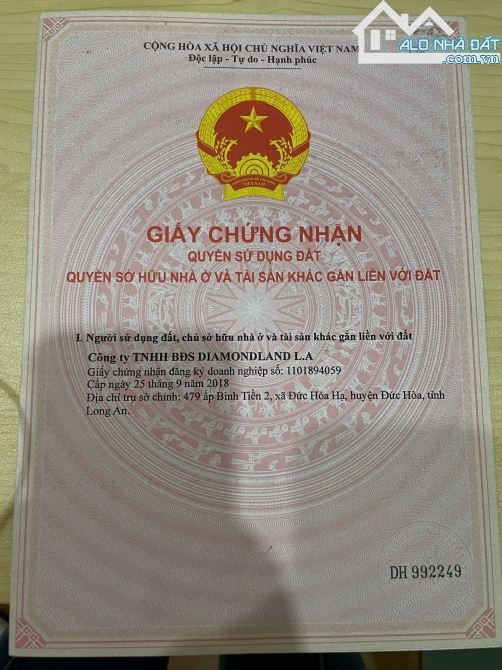 CỘNG HÒA XÃ HỘI CHỦ NGHĨA VIỆT NAM
Độc lập - Tự do - Hạnh phúc
ALO NHÀ ĐẤT
.com.vn
VIỆT NAM
GIẤY CHỨNG NHẬN
QUYỀN SỬ DỤNG ĐẤT
QUYỀN SỞ HỮU NHÀ Ở VÀ TÀI SẢN KHÁC GẮN LIỀN VỚI ĐẤT
I. Người sử dụng đất, chủ sở hữu nhà ở và tài sản khác gắn liền với đất
Công ty TNHH BĐS DIAMONDLAND L.A
Giấy chứng nhận đăng ký doanh nghiệp số: 1101894059
Cấp ngày 25 tháng 9 năm 2018
Địa chỉ trụ sở chính: 479 ấp Bình Tiền 2, xã Đức Hòa Hạ, huyện Đức Hòa, tỉnh
Long An.
DH 992249